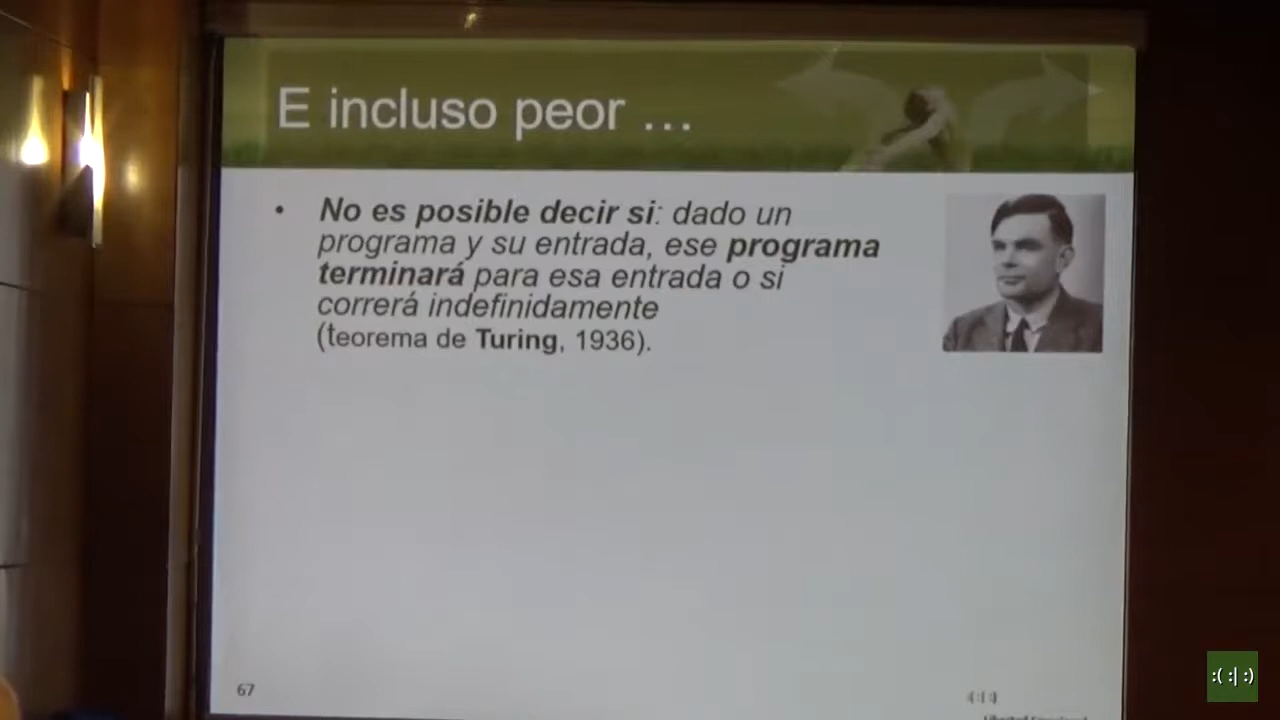 E incluso peor ...
• No es posible decir si: dado un
programa y su entrada, ese programa
terminará para esa entrada o si
correrá indefinidamente
(teorema de Turing, 1936).
67
:( :| :)